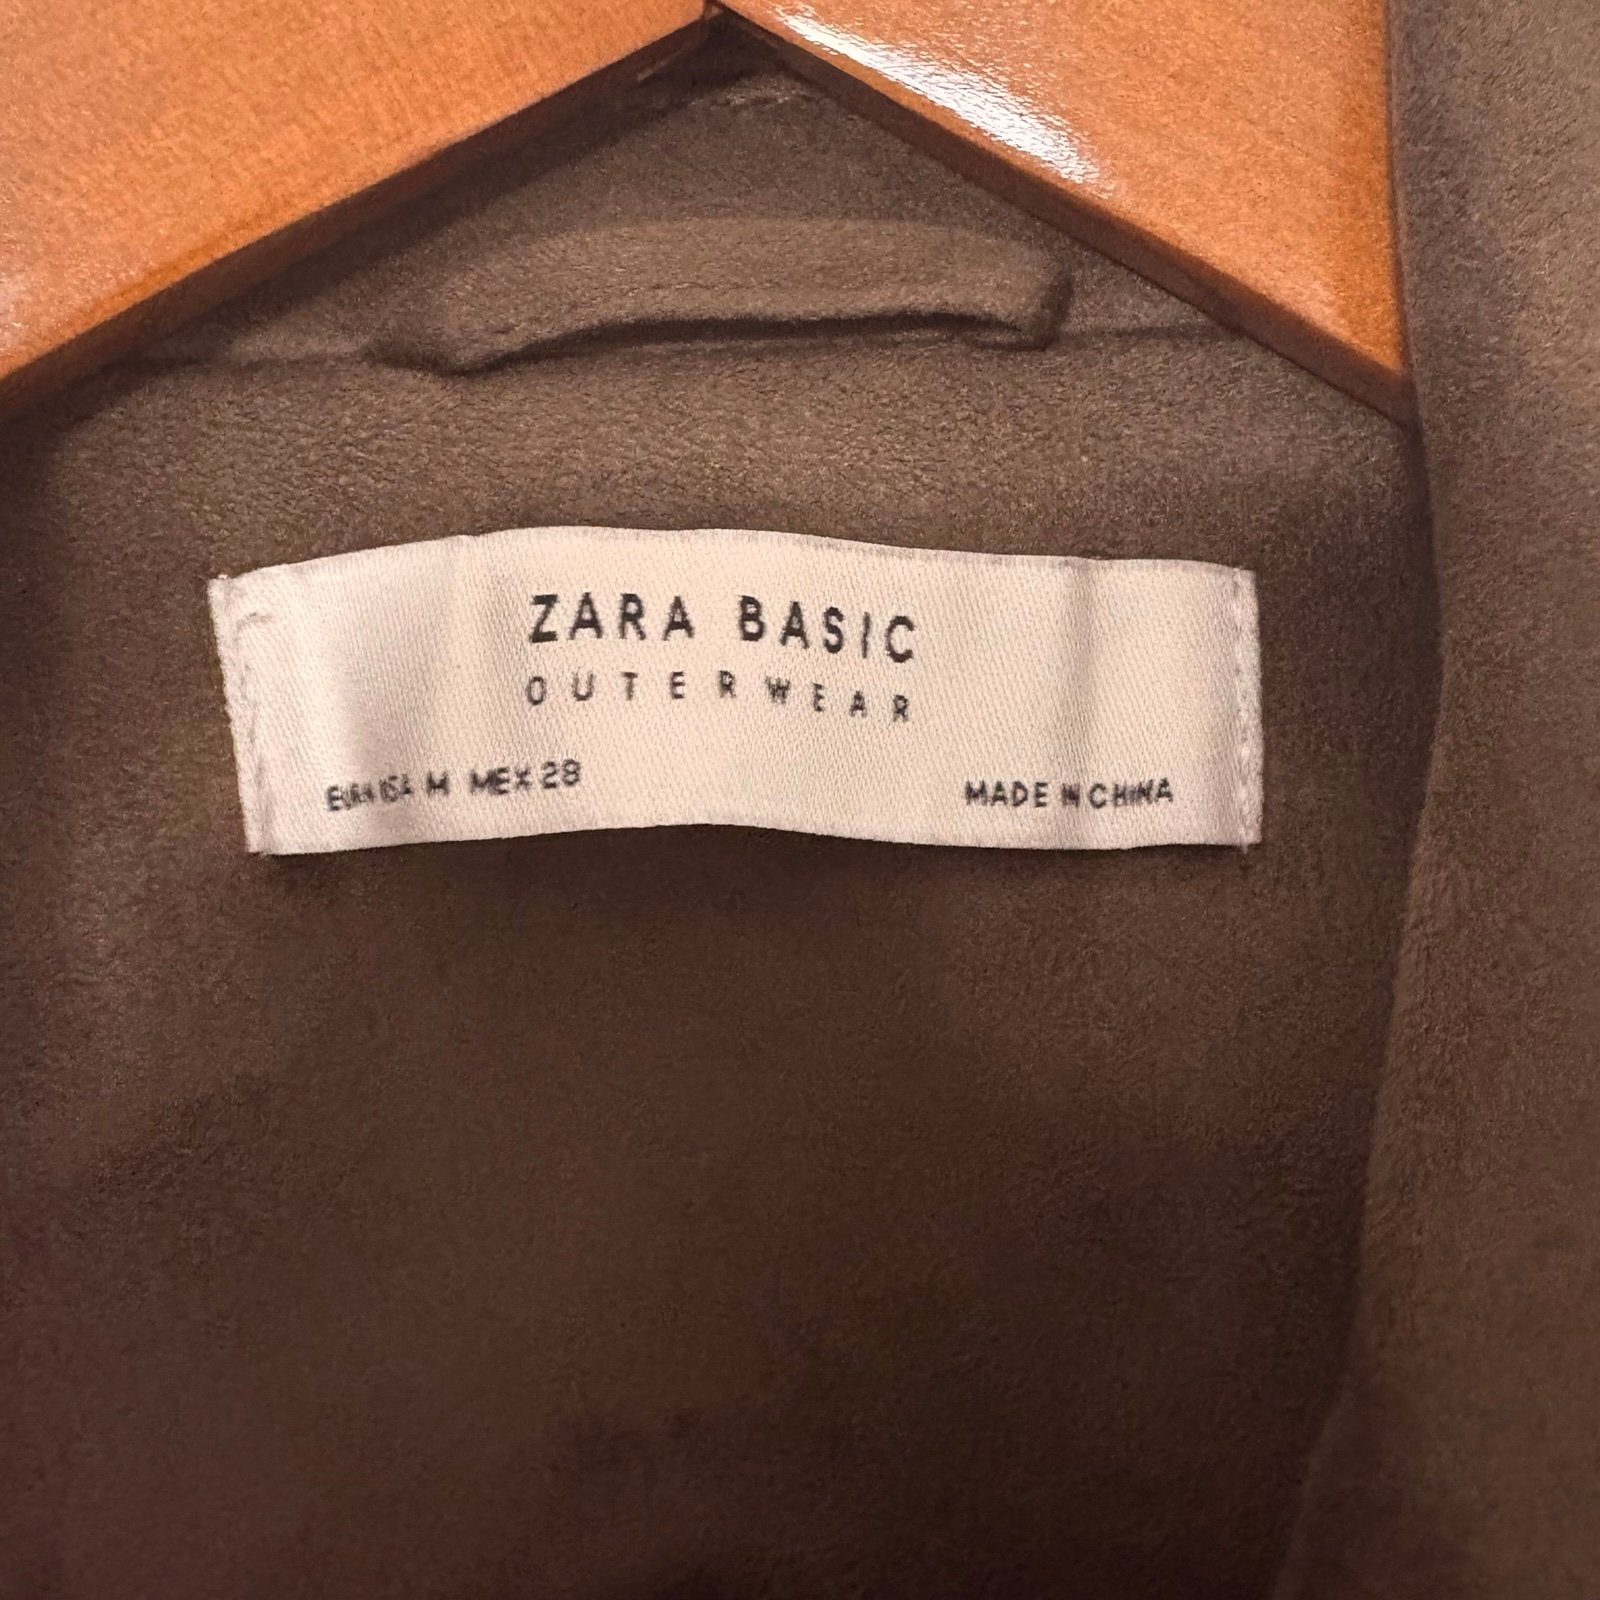 ZARA BASIC
OUTERWEAR
EUR M USA M MEX 28
MADE IN CHINA